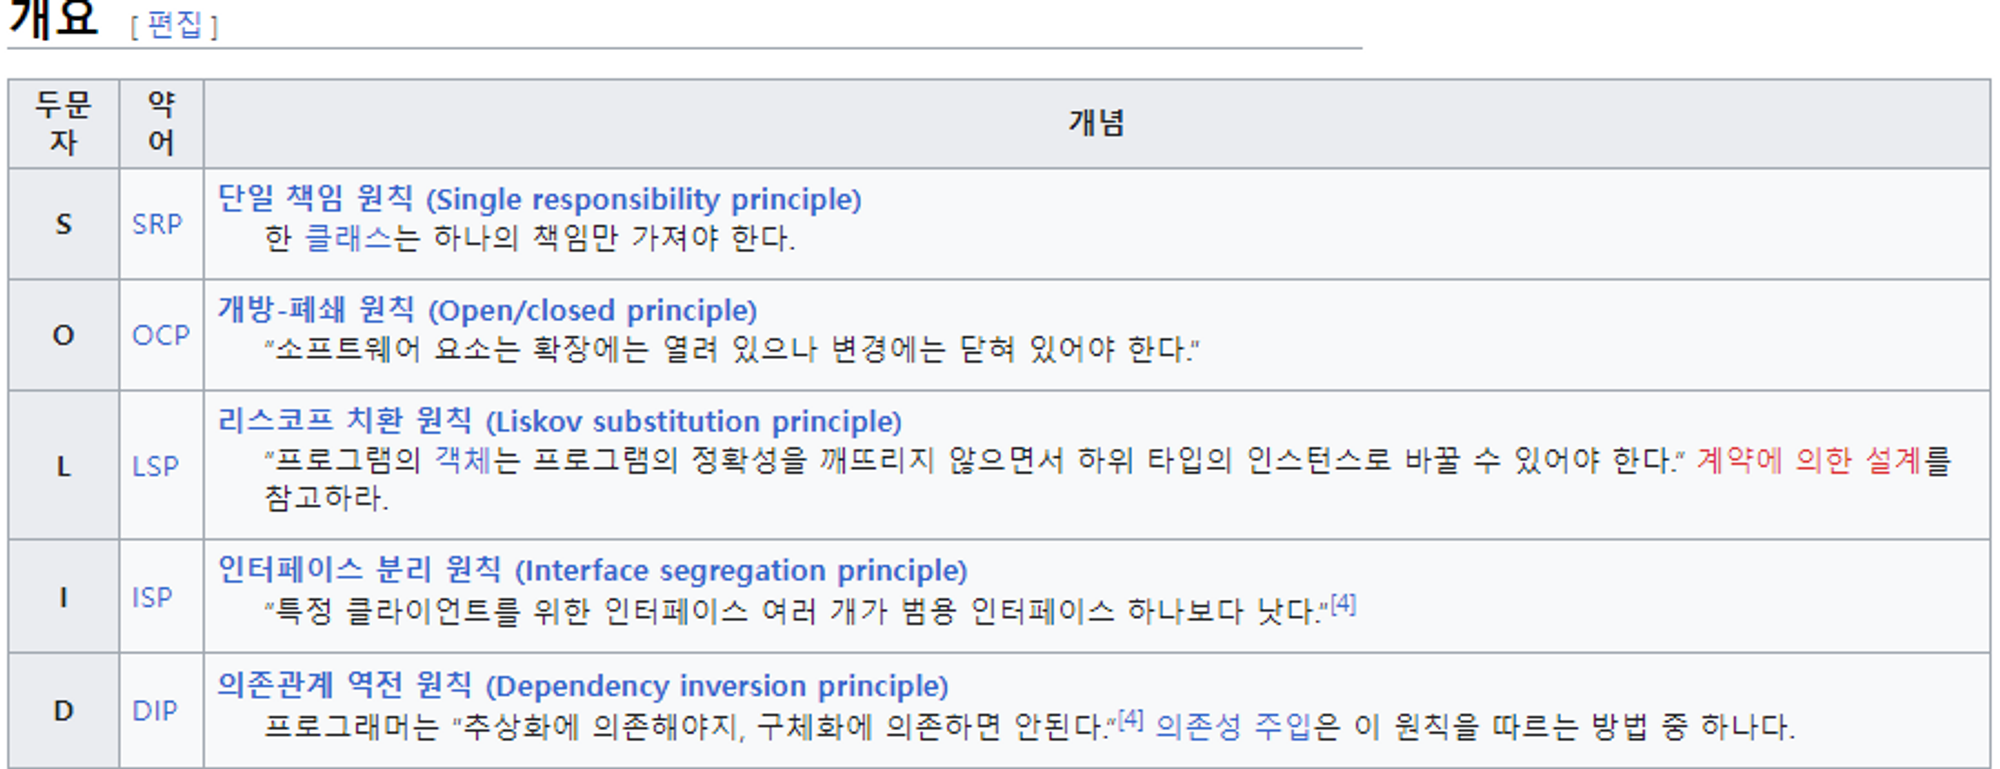 개요 [ 편집 ]
두문
자
약
어
개념
S
SRP
단일 책임 원칙 (Single responsibility principle)
한 클래스는 하나의 책임만 가져야 한다.
O
OCP
개방-폐쇄 원칙 (Open/closed principle)
“소프트웨어 요소는 확장에는 열려 있으나 변경에는 닫혀 있어야 한다.”
L
LSP
리스코프 치환 원칙 (Liskov substitution principle)
“프로그램의 객체는 프로그램의 정확성을 깨뜨리지 않으면서 하위 타입의 인스턴스로 바꿀 수 있어야 한다.” 계약에 의한 설계를
참고하라.
I
ISP
인터페이스 분리 원칙 (Interface segregation principle)
“특정 클라이언트를 위한 인터페이스 여러 개가 범용 인터페이스 하나보다 낫다.”[4]
D
DIP
의존관계 역전 원칙 (Dependency inversion principle)
프로그래머는 “추상화에 의존해야지, 구체화에 의존하면 안된다.”[4] 의존성 주입은 이 원칙을 따르는 방법 중 하나다.